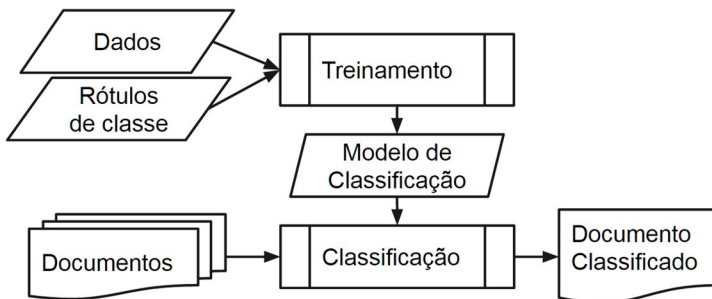 Dados
Treinamento
Rótulos
de classe
Modelo de
Classificação
Documentos
Classificação
Documento
Classificado